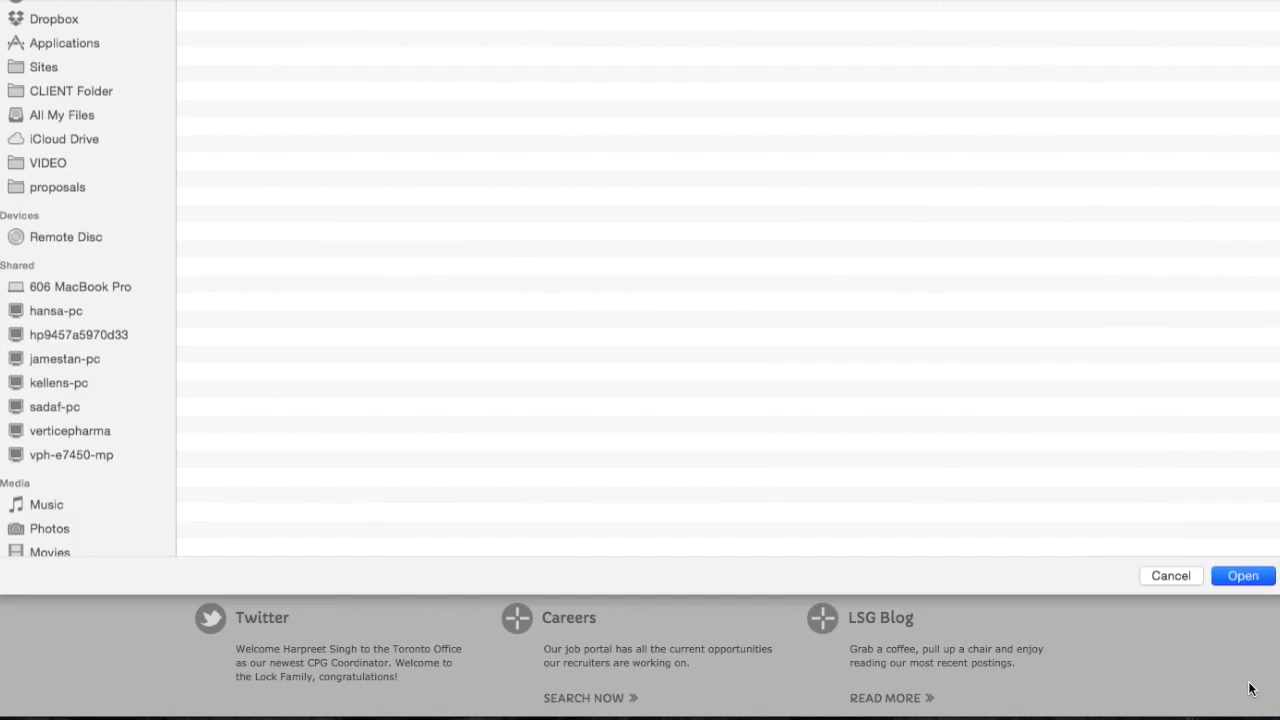 Dropbox
Applications
Sites
CLIENT Folder
All My Files
iCloud Drive
VIDEO
proposals
Devices
Remote Disc
Shared
606 MacBook Pro
hansa-pc
hp9457a5970d33
jamestan-pc
kellens-pc
sadaf-pc
verticepharma
vph-e7450-mp
Media
Music
Photos
Movies
Cancel
Open
Twitter
Welcome Harpreet Singh to the Toronto Office
as our newest CPG Coordinator. Welcome to
the Lock Family, congratulations!
Careers
Our job portal has all the current opportunities
our recruiters are working on.
SEARCH NOW »
LSG Blog
Grab a coffee, pull up a chair and enjoy
reading our most recent postings.
READ MORE »